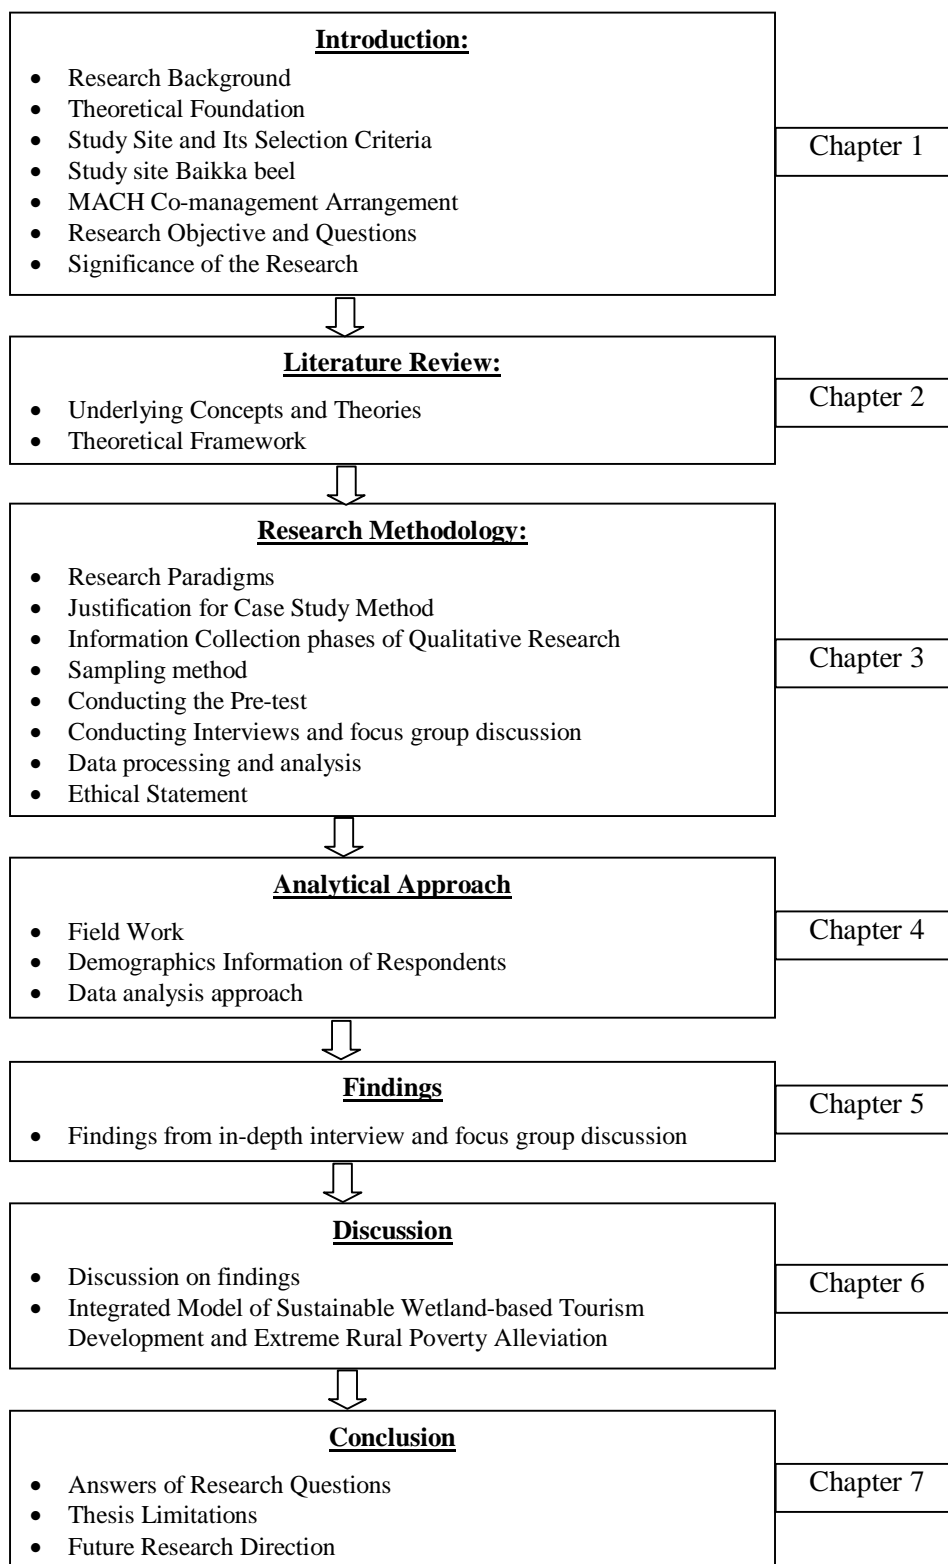 Introduction:
• Research Background
• Theoretical Foundation
• Study Site and Its Selection Criteria
• Study site Baikka beel
• MACH Co-management Arrangement
• Research Objective and Questions
• Significance of the Research
Chapter 1
Literature Review:
• Underlying Concepts and Theories
• Theoretical Framework
Chapter 2
Research Methodology:
• Research Paradigms
• Justification for Case Study Method
• Information Collection phases of Qualitative Research
• Sampling method
• Conducting the Pre-test
• Conducting Interviews and focus group discussion
• Data processing and analysis
• Ethical Statement
Chapter 3
Analytical Approach
• Field Work
• Demographics Information of Respondents
• Data analysis approach
Chapter 4
Findings
• Findings from in-depth interview and focus group discussion
Chapter 5
Discussion
• Discussion on findings
• Integrated Model of Sustainable Wetland-based Tourism
Development and Extreme Rural Poverty Alleviation
Chapter 6
Conclusion
• Answers of Research Questions
• Thesis Limitations
• Future Research Direction
Chapter 7